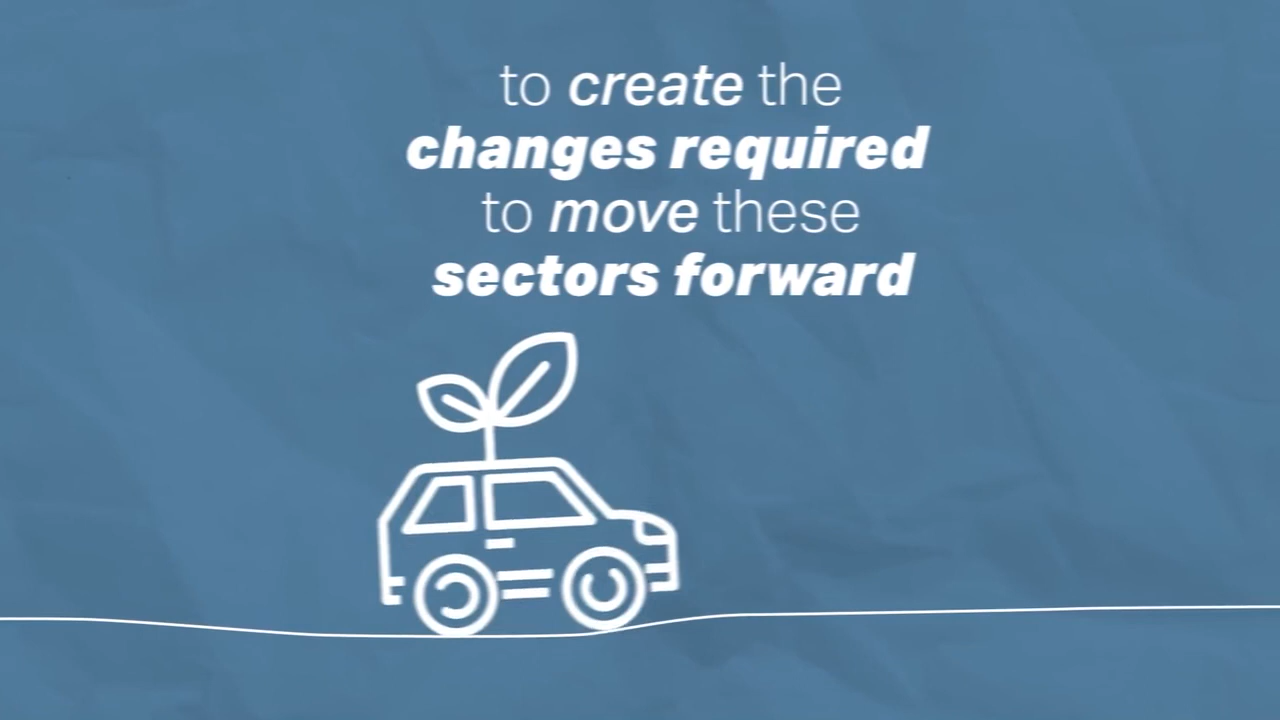 to create the
changes required
to move these
sectors forward